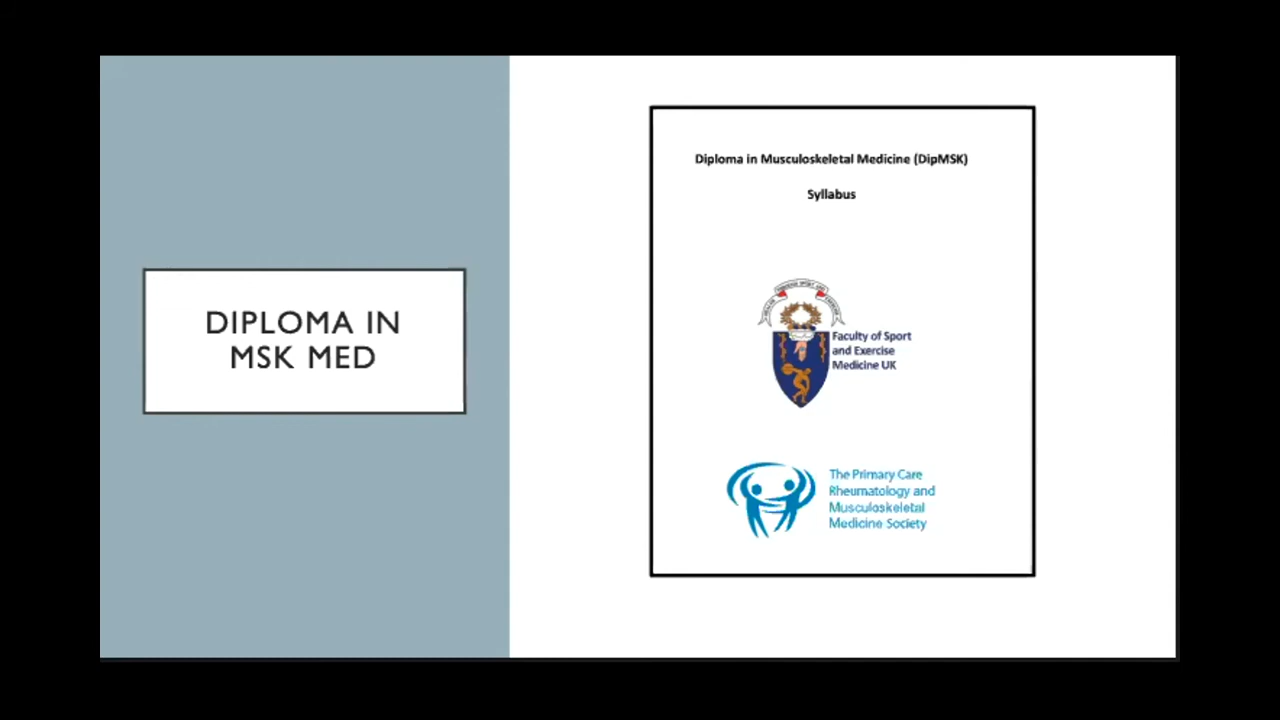 DIPLOMA IN
MSK MED
Diploma in Musculoskeletal Medicine (DipMSK)
Syllabus
Faculty of Sport
and Exercise
Medicine UK
The Primary Care
Rheumatology and
Musculoskeletal
Medicine Society